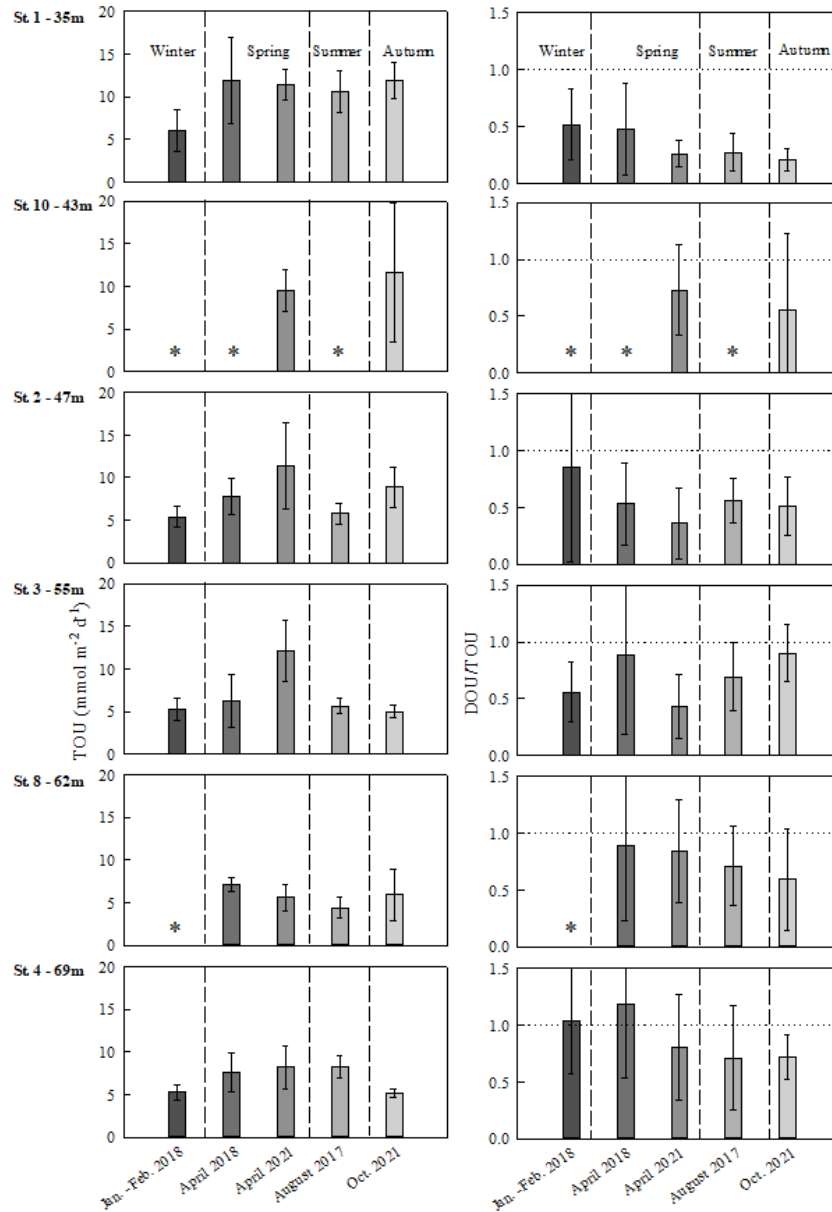 St. 1 - 35m
Winter Spring Summer Autumn
20
15
10
5
0
Winter Spring Summer Autumn
1.5
1.0
0.5
0.0
St. 10 - 43m
20
15
10
5
0
* * *
1.5
1.0
0.5
0.0
* * *
St. 2 - 47m
20
15
10
5
0
1.5
1.0
0.5
0.0
St. 3 - 55m
20
15
10
5
0
TOU (mmol m-2 d-1)
1.5
1.0
0.5
0.0
DOU/TOU
St. 8 - 62m
20
15
10
5
0
*
1.5
1.0
0.5
0.0
*
St. 4 - 69m
20
15
10
5
0
1.5
1.0
0.5
0.0
Jan.-Feb. 2018
April 2018
April 2021
August 2017
Oct. 2021
Jan.-Feb. 2018
April 2018
April 2021
August 2017
Oct. 2021